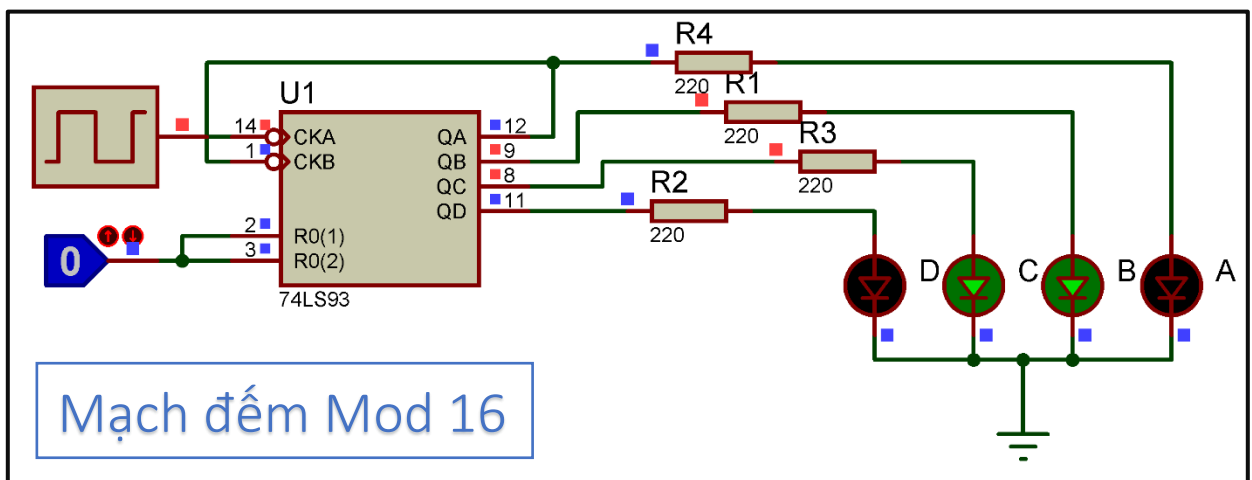 R4
220
R1
220
R3
220
R2
220
U1
14
CKA
1
CKB
2
R0(1)
3
R0(2)
QA
12
QB
9
QC
8
QD
11
74LS93
0
D
C
B
A
Mạch đếm Mod 16